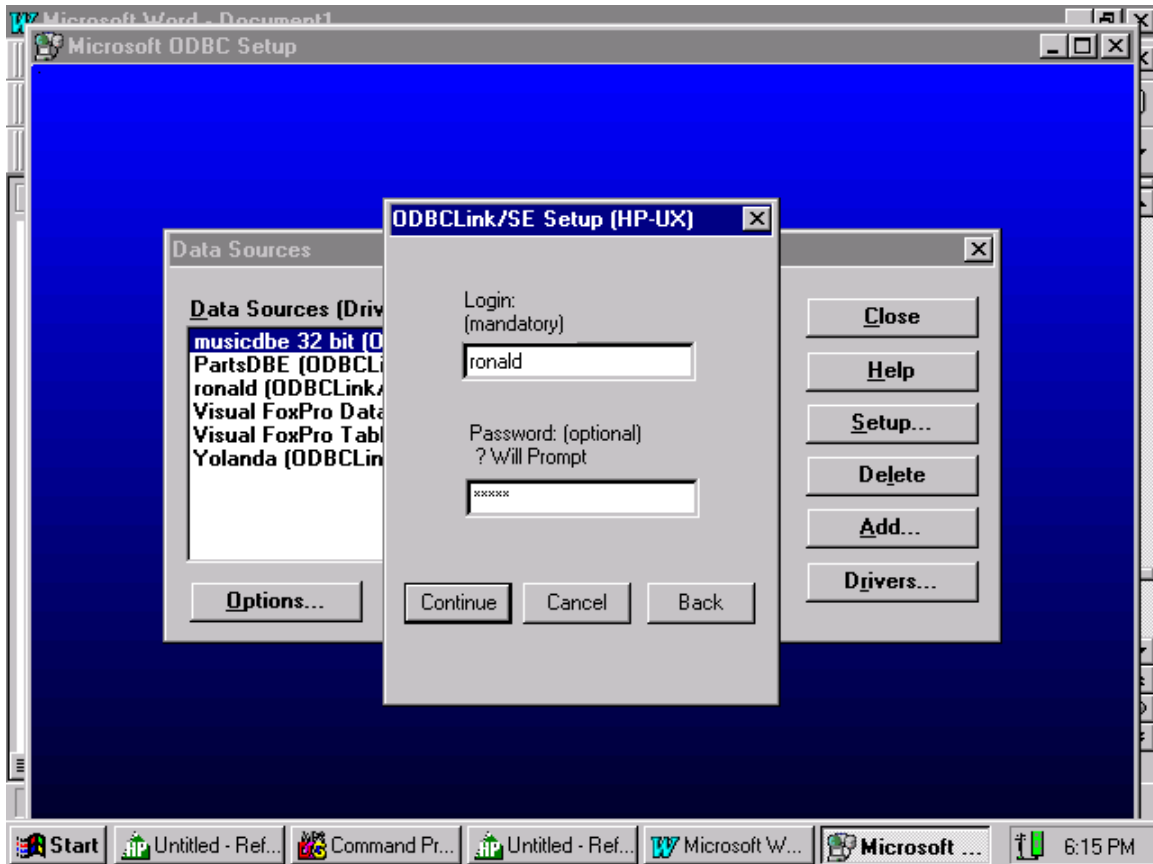 Microsoft Word - Document1
Microsoft ODBC Setup
ODBCLink/SE Setup (HP-UX)
Data Sources
Data Sources (Driv
musicdbe 32 bit (O
PartsDBE (ODBCLi
ronald (ODBCLink/
Visual FoxPro Data
Visual FoxPro Tabl
Yolanda (ODBCLin
Options...
Login:
(mandatory)
ronald
Password: (optional)
? Will Prompt
*****
Continue Cancel Back
Close
Help
Setup...
Delete
Add...
Drivers...
Start Untitled - Ref... Command Pr... Untitled - Ref... Microsoft W... Microsoft ... 6:15 PM